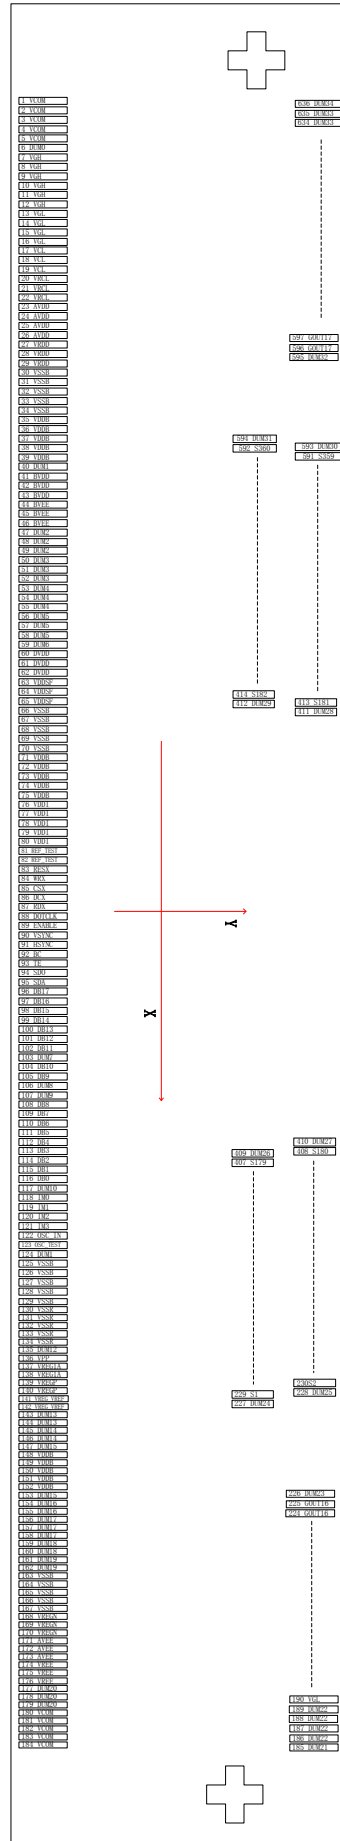 1 VCOM
2 VCOM
3 VCOM
4 VCOM
5 VCOM
6 DUM0
7 VGH
8 VGH
9 VGH
10 VGH
11 VGH
12 VGH
13 VGL
14 VGL
15 VGL
16 VGL
17 VCL
18 VCL
19 VCL
20 VRCL
21 VRCL
22 VRCL
23 AVDD
24 AVDD
25 AVDD
26 AVDD
27 VRDD
28 VRDD
29 VRDD
30 VSSB
31 VSSB
32 VSSB
33 VSSB
34 VSSB
35 VDDB
36 VDDB
37 VDDB
38 VDDB
39 VDDB
40 DUM1
41 BVDD
42 BVDD
43 BVDD
44 BVEE
45 BVEE
46 BVEE
47 DUM2
48 DUM2
49 DUM2
50 DUM3
51 DUM3
52 DUM3
53 DUM4
54 DUM4
55 DUM4
56 DUM5
57 DUM5
58 DUM5
59 DUM6
60 DVDD
61 DVDD
62 DVDD
63 VDDSF
64 VDDSF
65 VDDSF
66 VSSB
67 VSSB
68 VSSB
69 VSSB
70 VSSB
71 VDDB
72 VDDB
73 VDDB
74 VDDB
75 VDDB
76 VDDI
77 VDDI
78 VDDI
79 VDDI
80 VDDI
81 REF_TEST
82 REF_TEST
83 RESX
84 WRX
85 CSX
86 DCX
87 RDX
88 DOTCLK
89 ENABLE
90 VSYNC
91 HSYNC
92 BC
93 TE
94 SDO
95 SDA
96 DB17
97 DB16
98 DB15
99 DB14
100 DB13
101 DB12
102 DB11
103 DUM7
104 DB10
105 DB9
106 DUM8
107 DUM9
108 DB8
109 DB7
110 DB6
111 DB5
112 DB4
113 DB3
114 DB2
115 DB1
116 DB0
117 DUM10
118 IM0
119 IM1
120 IM2
121 IM3
122 OSC_IN
123 OSC_TEST
124 DUM1
125 VSSB
126 VSSB
127 VSSB
128 VSSB
129 VSSB
130 VSSR
131 VSSR
132 VSSR
133 VSSR
134 VSSR
135 DUM12
136 VPP
137 VREG1A
138 VREG1A
139 VREGP
140 VREGP
141 VREG_VREF
142 VREG_VREF
143 DUM13
144 DUM13
145 DUM14
146 DUM14
147 DUM15
148 VDDB
149 VDDB
150 VDDB
151 VDDB
152 VDDB
153 DUM15
154 DUM16
155 DUM16
156 DUM17
157 DUM17
158 DUM17
159 DUM18
160 DUM18
161 DUM19
162 DUM19
163 VSSB
164 VSSB
165 VSSB
166 VSSB
167 VSSB
168 VREGN
169 VREGN
170 VREGN
171 AVEE
172 AVEE
173 AVEE
174 VREE
175 VREE
176 VREE
177 DUM20
178 DUM20
179 DUM20
180 VCOM
181 VCOM
182 VCOM
183 VCOM
184 VCOM
636 DUM34
635 DUM33
634 DUM33
597 GOUT17
596 GOUT17
595 DUM32
594 DUM31
592 S360
593 DUM30
591 S359
414 S182
412 DUM29
413 S181
411 DUM28
Y
X
409 DUM26
407 S179
410 DUM27
408 S180
229 S1
227 DUM24
230S2
228 DUM25
226 DUM23
225 GOUT16
224 GOUT16
190 VGL
189 DUM22
188 DUM22
187 DUM22
186 DUM22
185 DUM21